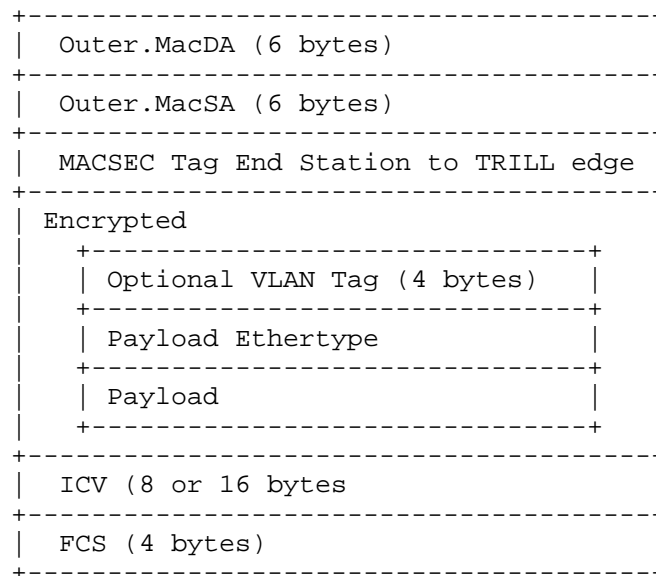 +---------------------------------------
|  Outer.MacDA (6 bytes)
+---------------------------------------
|  Outer.MacSA (6 bytes)
+---------------------------------------
|  MACSEC Tag End Station to TRILL edge
+---------------------------------------
| Encrypted
|   +-------------------------------+
|   | Optional VLAN Tag (4 bytes)   |
|   +-------------------------------+
|   | Payload Ethertype             |
|   +-------------------------------+
|   | Payload                       |
|   +-------------------------------+
+---------------------------------------
|  ICV (8 or 16 bytes
+---------------------------------------
|  FCS (4 bytes)
+---------------------------------------